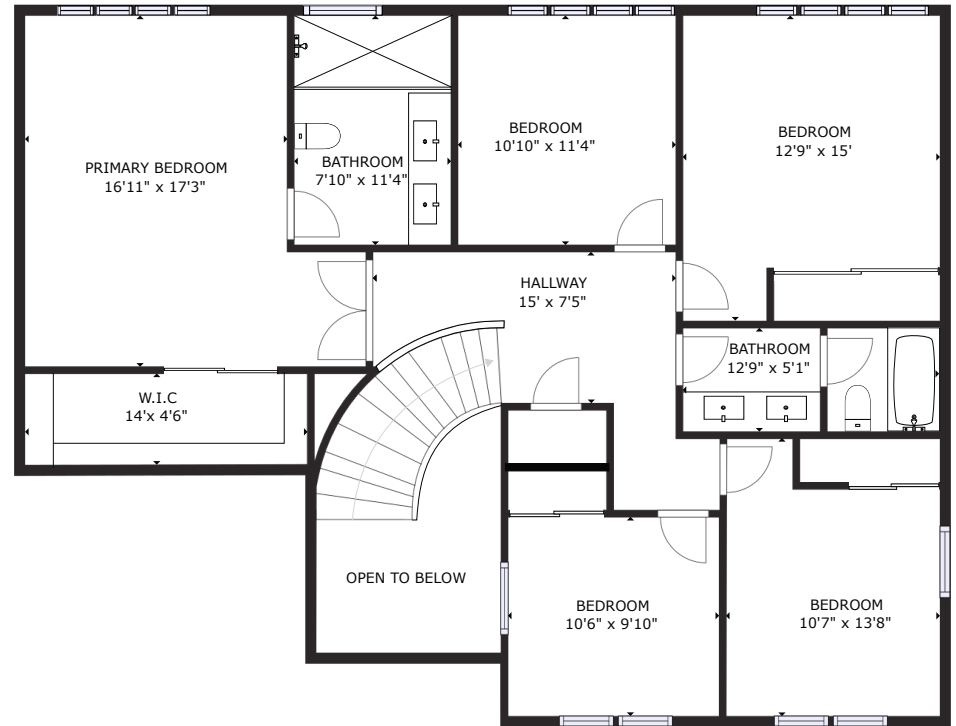 PRIMARY BEDROOM
16'11" x 17'3"
BATHROOM
7'10" x 11'4"
BEDROOM
10'10" x 11'4"
BEDROOM
12'9" x 15'
HALLWAY
15' x 7'5"
BATHROOM
12'9" x 5'1"
W.I.C
14'x 4'6"
OPEN TO BELOW
BEDROOM
10'6" x 9'10"
BEDROOM
10'7" x 13'8"